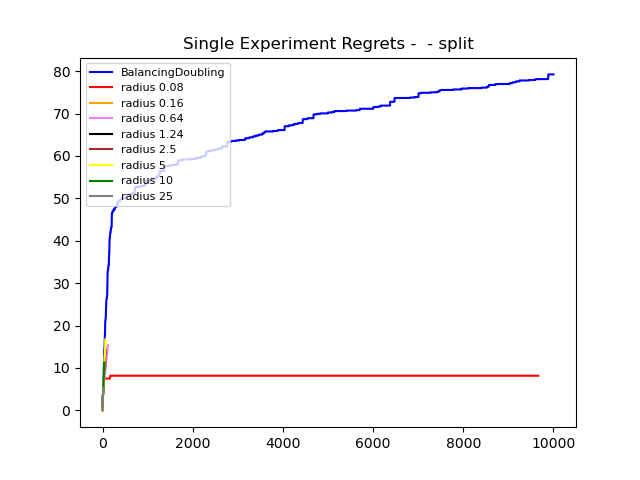 Single Experiment Regrets -  - split
BalancingDoubling
radius 0.08
radius 0.16
radius 0.64
radius 1.24
radius 2.5
radius 5
radius 10
radius 25
80
70
60
50
40
30
20
10
0
0 2000 4000 6000 8000 10000